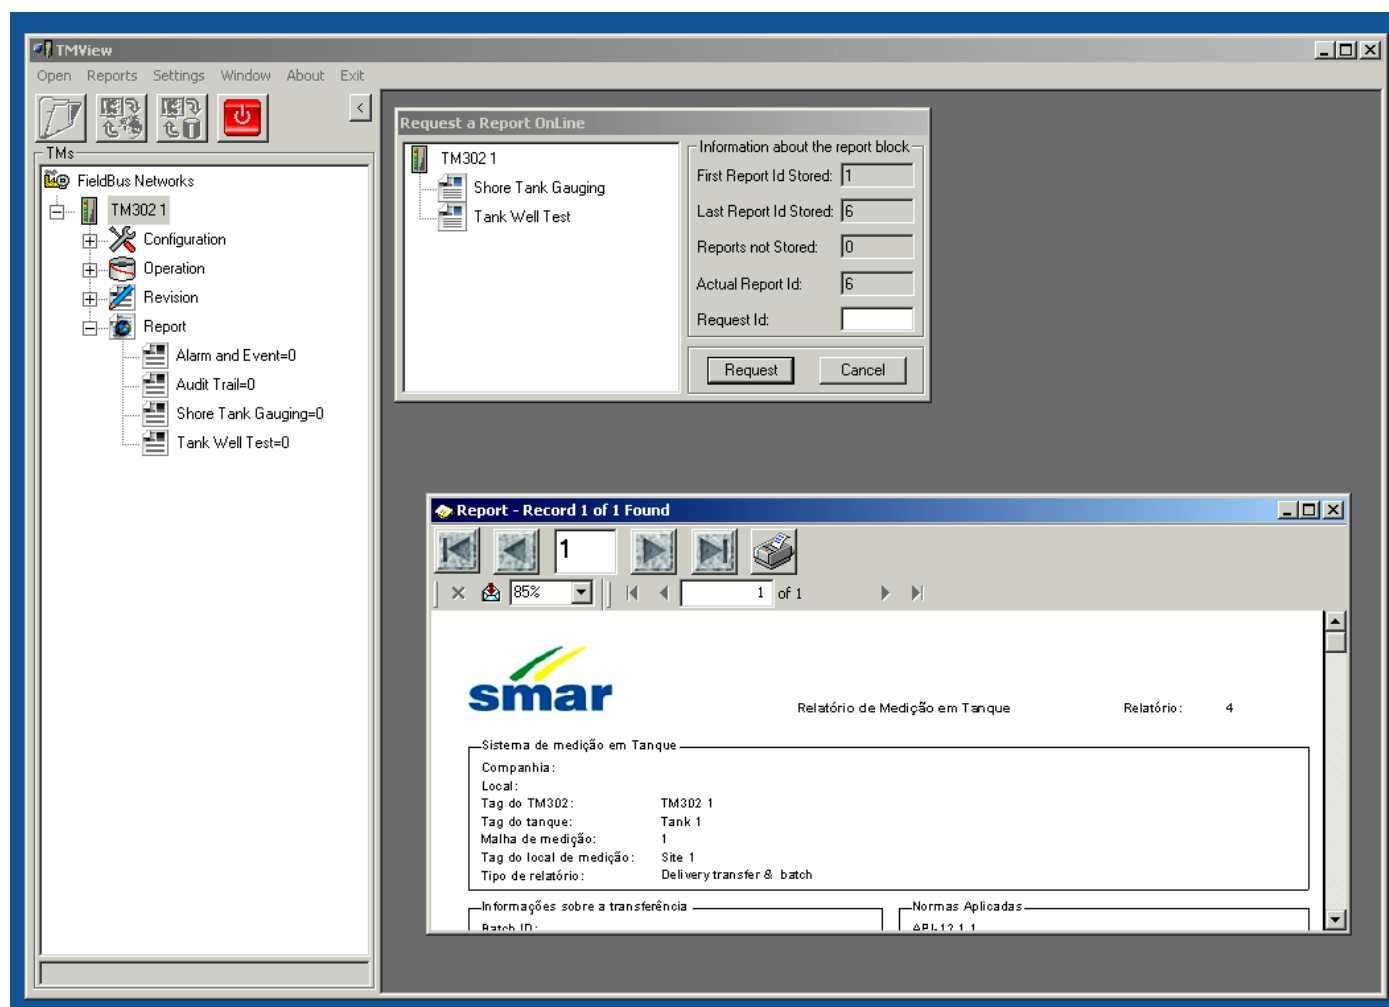 TMView
Open Reports Settings Window About Exit
<
TMs
FieldBus Networks
TM302 1
Configuration
Operation
Revision
Report
Alarm and Event=0
Audit Trail=0
Shore Tank Gauging=0
Tank Well Test=0
Request a Report OnLine
TM302 1
Shore Tank Gauging
Tank Well Test
Information about the report block
First Report Id Stored: 1
Last Report Id Stored: 6
Reports not Stored: 0
Actual Report Id: 6
Request Id:
Request Cancel
Report - Record 1 of 1 Found
1
85% 1 of 1
smar
Relatório de Medição em Tanque Relatório: 4
Sistema de medição em Tanque
Companhia:
Local:
Tag do TM302: TM302 1
Tag do tanque: Tank 1
Malha de medição: 1
Tag do local de medição: Site 1
Tipo de relatório: Delivery transfer & batch
Informações sobre a transferência Normas Aplicadas
Batch ID: API-12.1.1